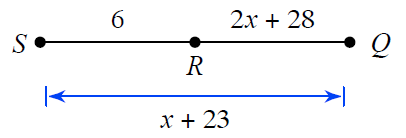 6 2x + 28
S R Q
x + 23